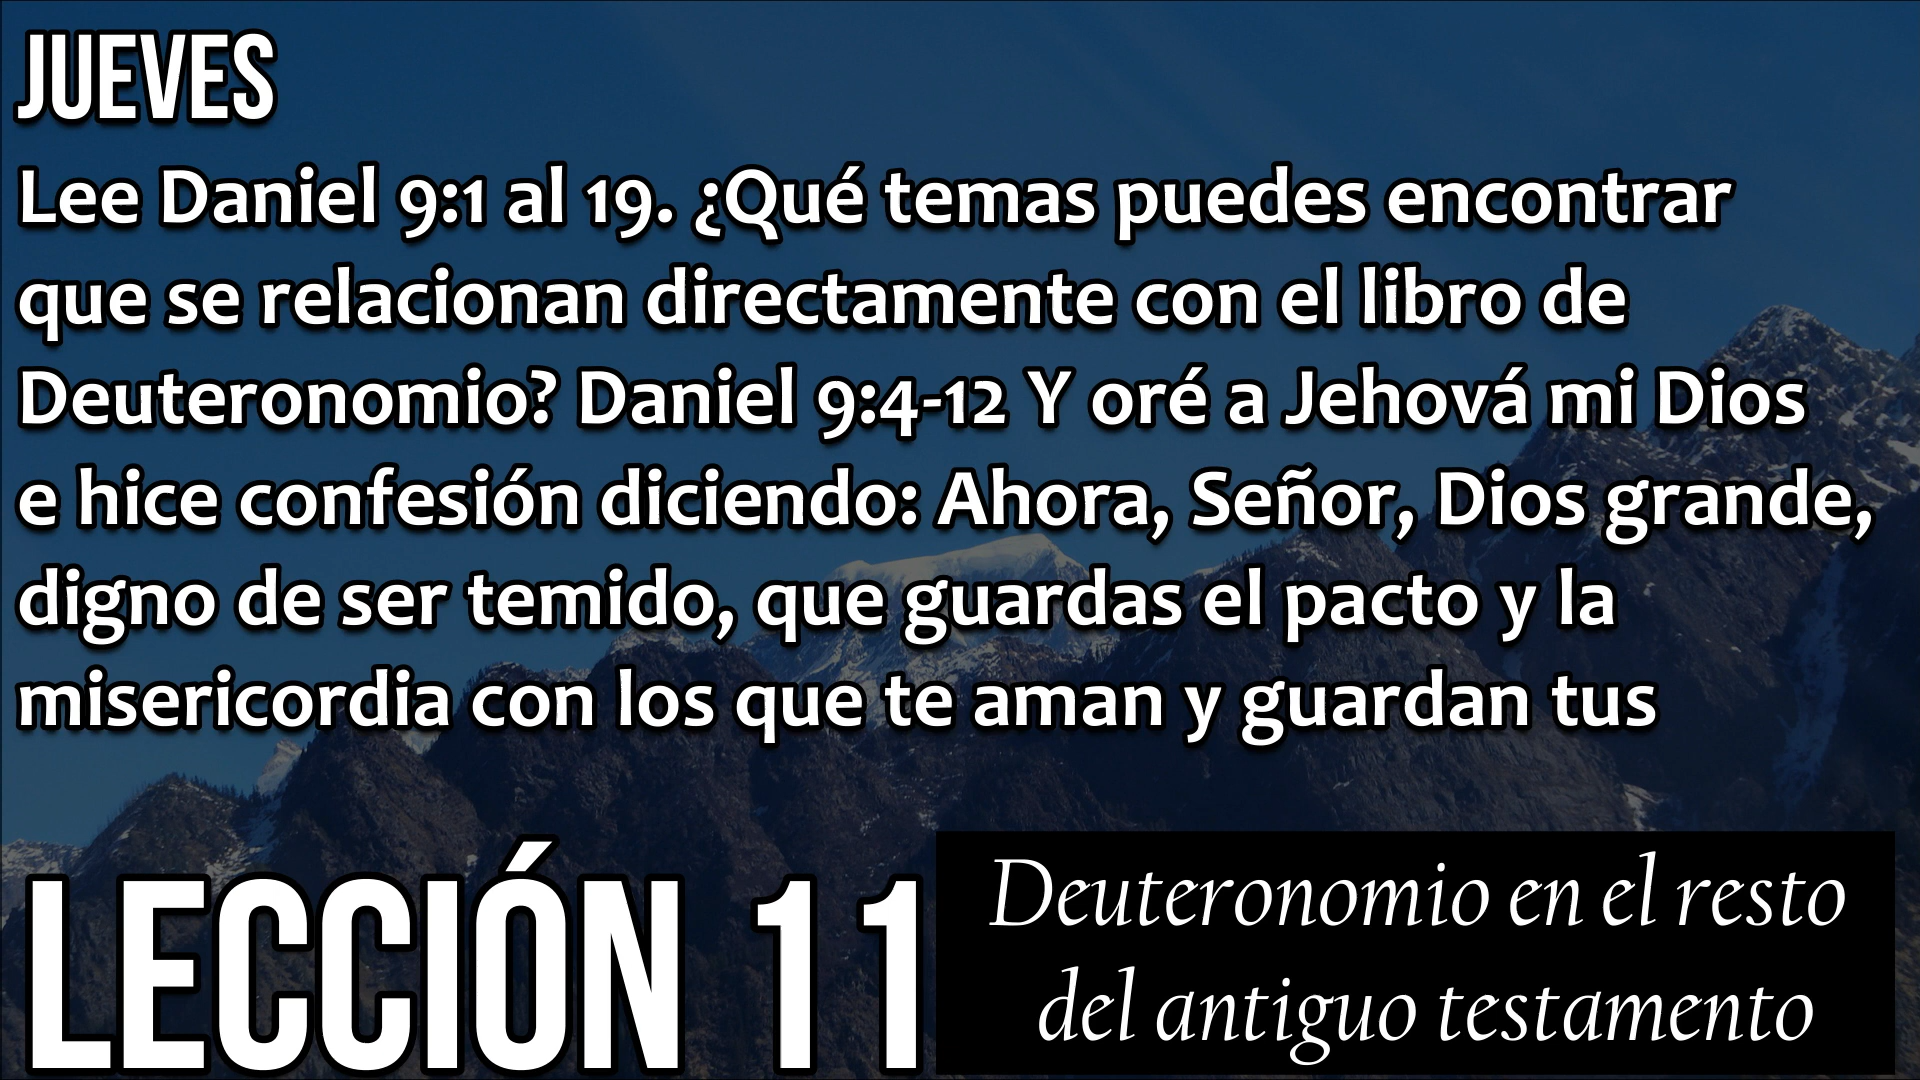 JUEVES
Lee Daniel 9:1 al 19. ¿Qué temas puedes encontrar
que se relacionan directamente con el libro de
Deuteronomio? Daniel 9:4-12 Y oré a Jehová mi Dios
e hice confesión diciendo: Ahora, Señor, Dios grande,
digno de ser temido, que guardas el pacto y la
misericordia con los que te aman y guardan tus
LECCIÓN 11
Deuteronomio en el resto
del antiguo testamento